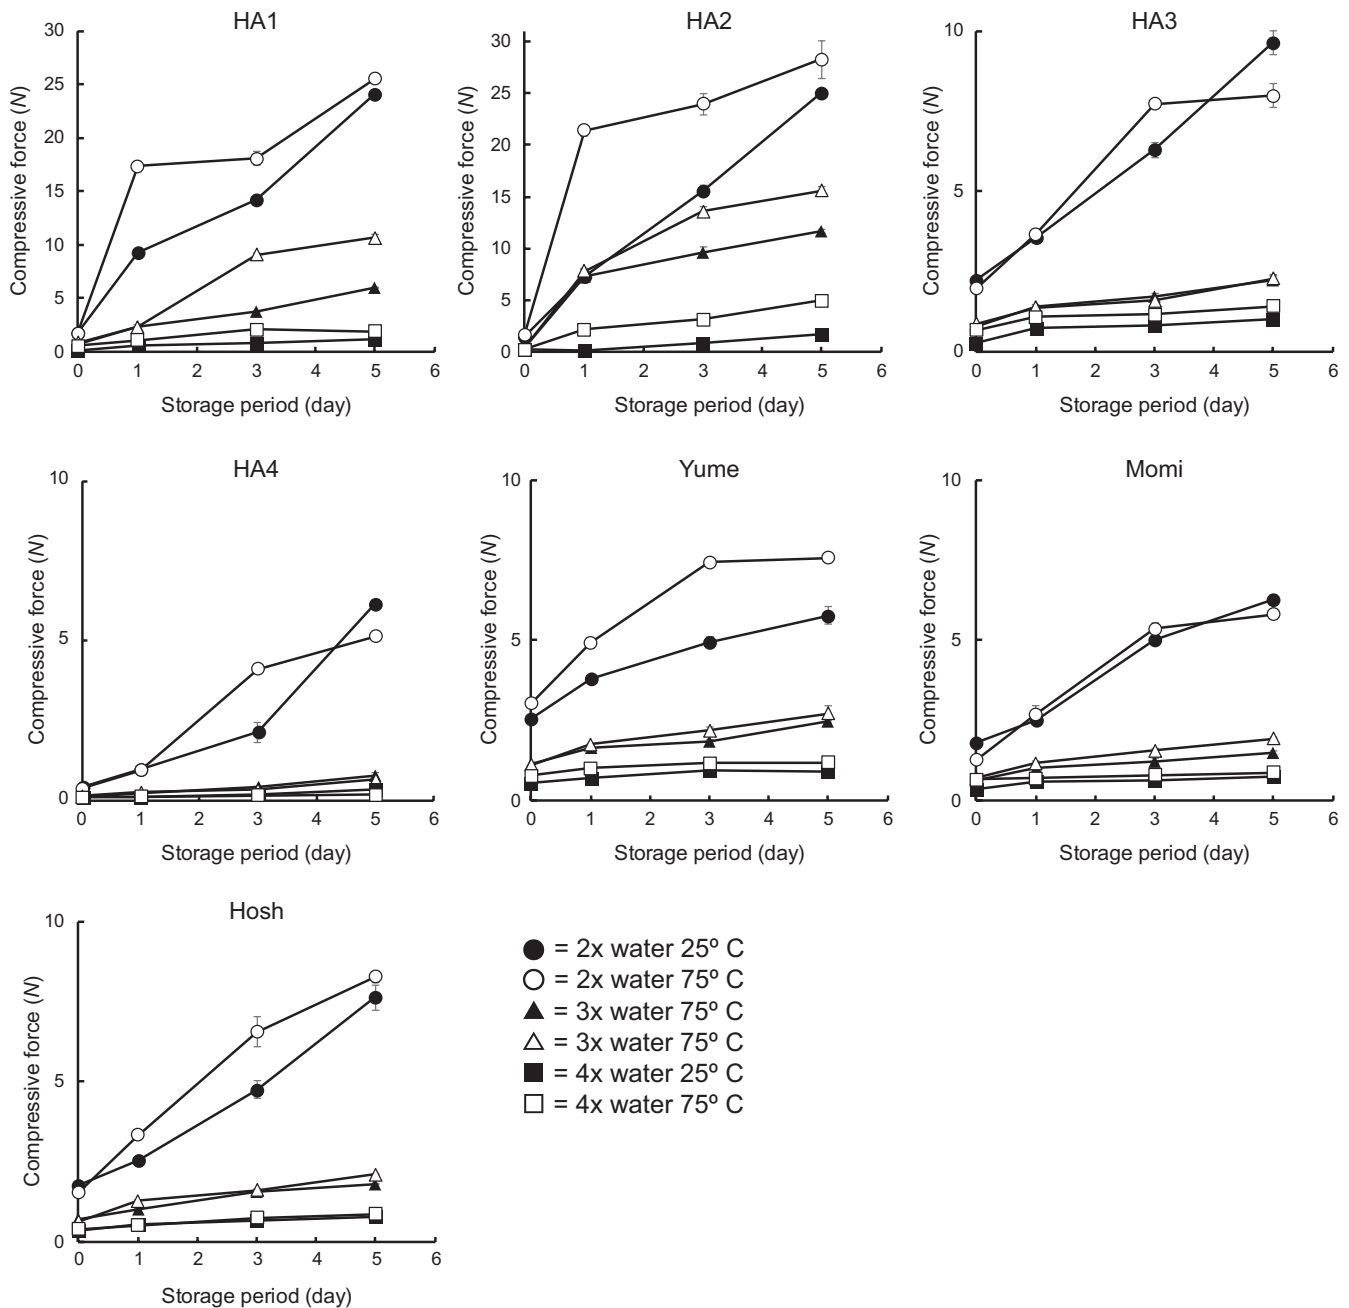 HA1
30
25
20
15
10
5
0
Compressive force (N)
0 1 2 3 4 5 6
Storage period (day)
HA2
30
25
20
15
10
5
0
Compressive force (N)
0 1 2 3 4 5 6
Storage period (day)
HA3
10
5
0
Compressive force (N)
0 1 2 3 4 5 6
Storage period (day)
HA4
10
5
0
Compressive force (N)
0 1 2 3 4 5 6
Storage period (day)
Yume
10
5
0
Compressive force (N)
0 1 2 3 4 5 6
Storage period (day)
Momi
10
5
0
Compressive force (N)
0 1 2 3 4 5 6
Storage period (day)
Hosh
10
5
0
Compressive force (N)
0 1 2 3 4 5 6
Storage period (day)
= 2x water 25º C
= 2x water 75º C
= 3x water 75º C
= 3x water 75º C
= 4x water 25º C
= 4x water 75º C